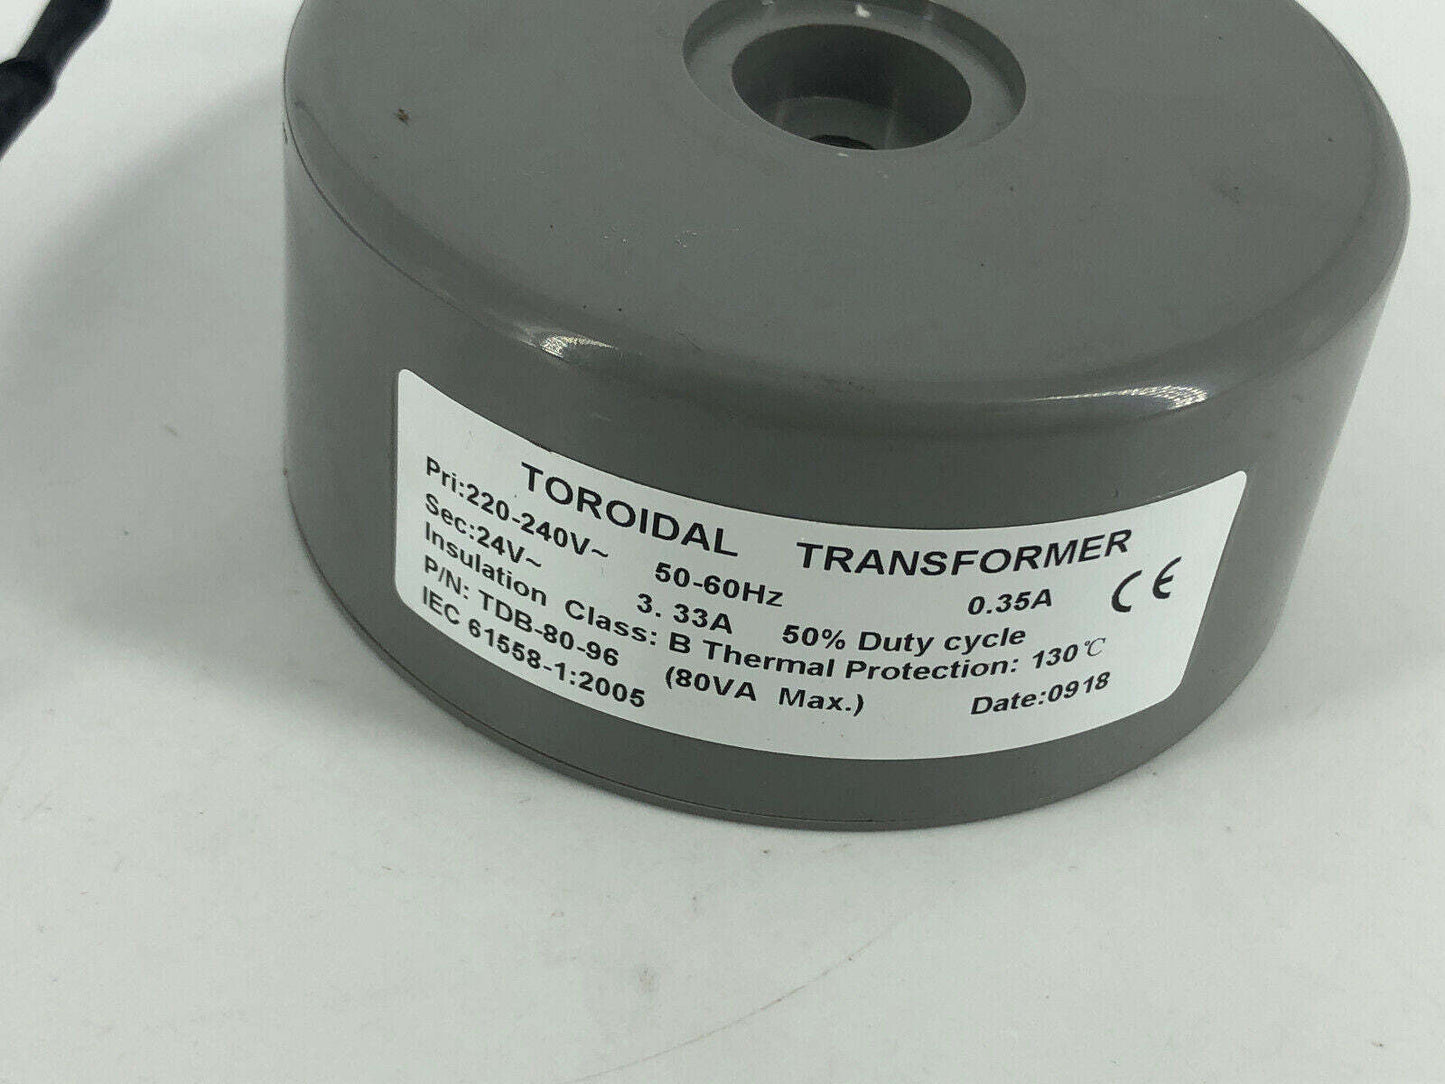 TOROIDAL TRANSFORMER
Pri:220-240V~ 50-60Hz 0.35A CE
Sec:24V~ 3. 33A 50% Duty cycle
Insulation Class: B Thermal Protection: 130℃
P/N: TDB-80-96 (80VA Max.) Date:0918
IEC 61558-1:2005